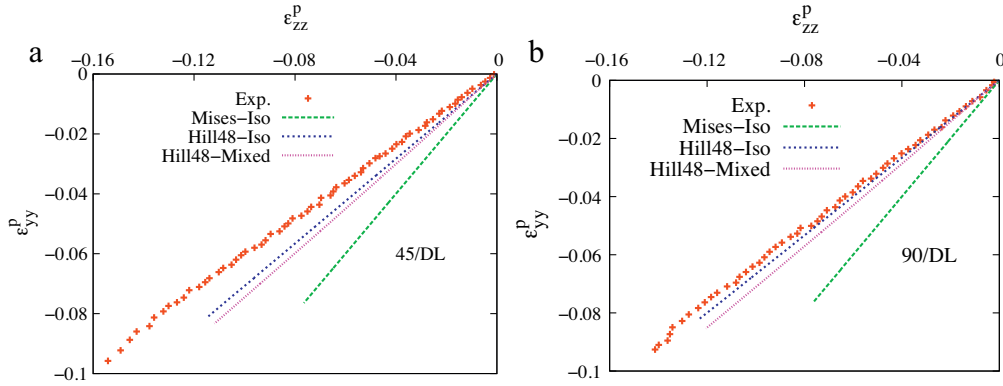 a
ε^p_zz
−0.16 −0.12 −0.08 −0.04 0
0
−0.02
−0.04
−0.06
−0.08
−0.1
ε^p_yy
Exp.
Mises−Iso
Hill48−Iso
Hill48−Mixed
45/DL
b
ε^p_zz
−0.16 −0.12 −0.08 −0.04 0
0
−0.02
−0.04
−0.06
−0.08
−0.1
ε^p_yy
Exp.
Mises−Iso
Hill48−Iso
Hill48−Mixed
90/DL